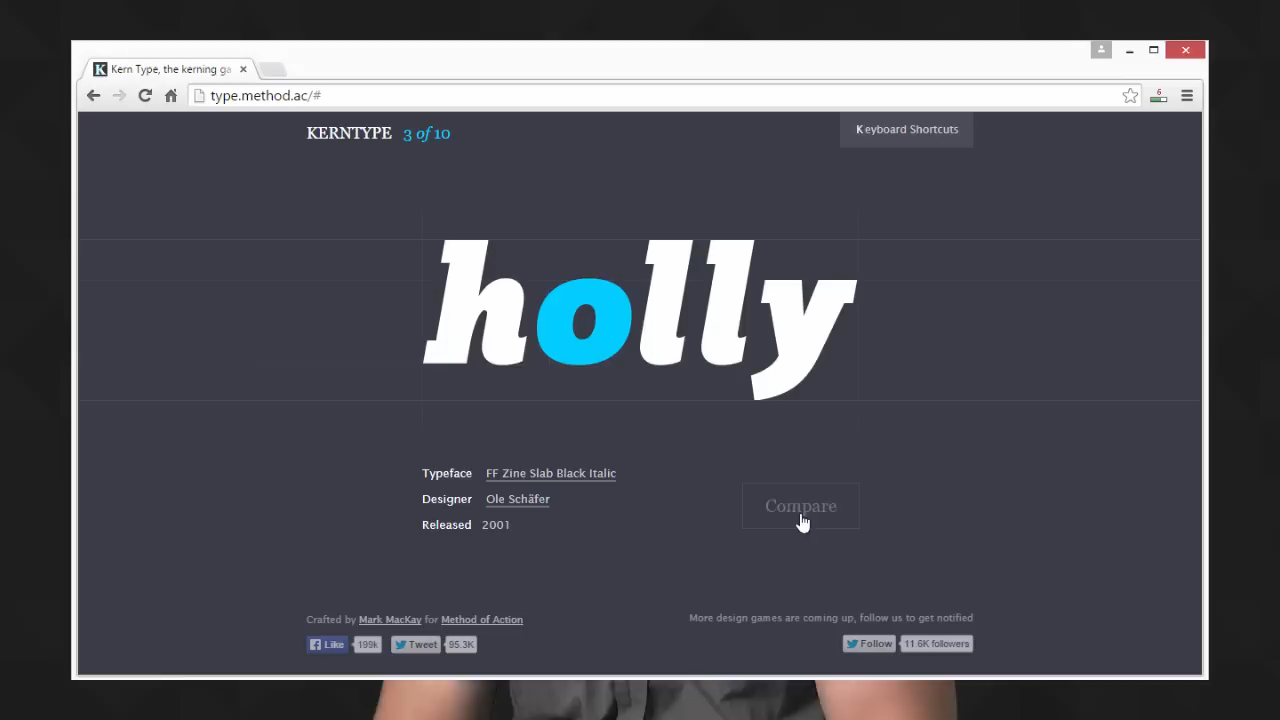 Kern Type, the kerning ga
type.method.ac/#
6
KERNTYPE 3 of 10
Keyboard Shortcuts
holly
Typeface FF Zine Slab Black Italic
Designer Ole Schäfer
Released 2001
Compare
Crafted by Mark MacKay for Method of Action
More design games are coming up, follow us to get notified
Like 199k Tweet 95.3K
Follow 11.6K followers